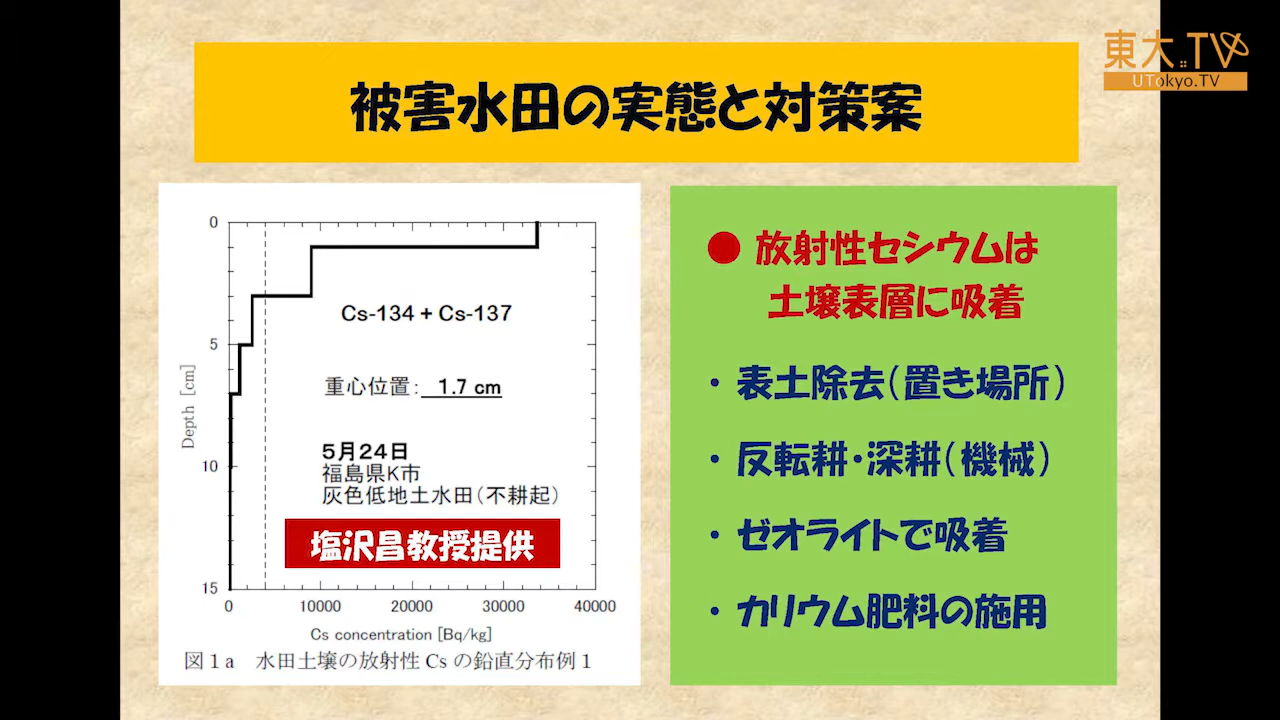 東大TV
UTokyo.TV
被害水田の実態と対策案
0
5
10
15
Depth [cm]
Cs-134 + Cs-137
重心位置: 1.7 cm
5月24日
福島県K市
灰色低地土水田(不耕起)
塩沢昌教授提供
0 10000 20000 30000 40000
Cs concentration [Bq/kg]
図1a 水田土壌の放射性Csの鉛直分布例1
● 放射性セシウムは
土壌表層に吸着
・ 表土除去(置き場所)
・ 反転耕・深耕(機械)
・ ゼオライトで吸着
・ カリウム肥料の施用